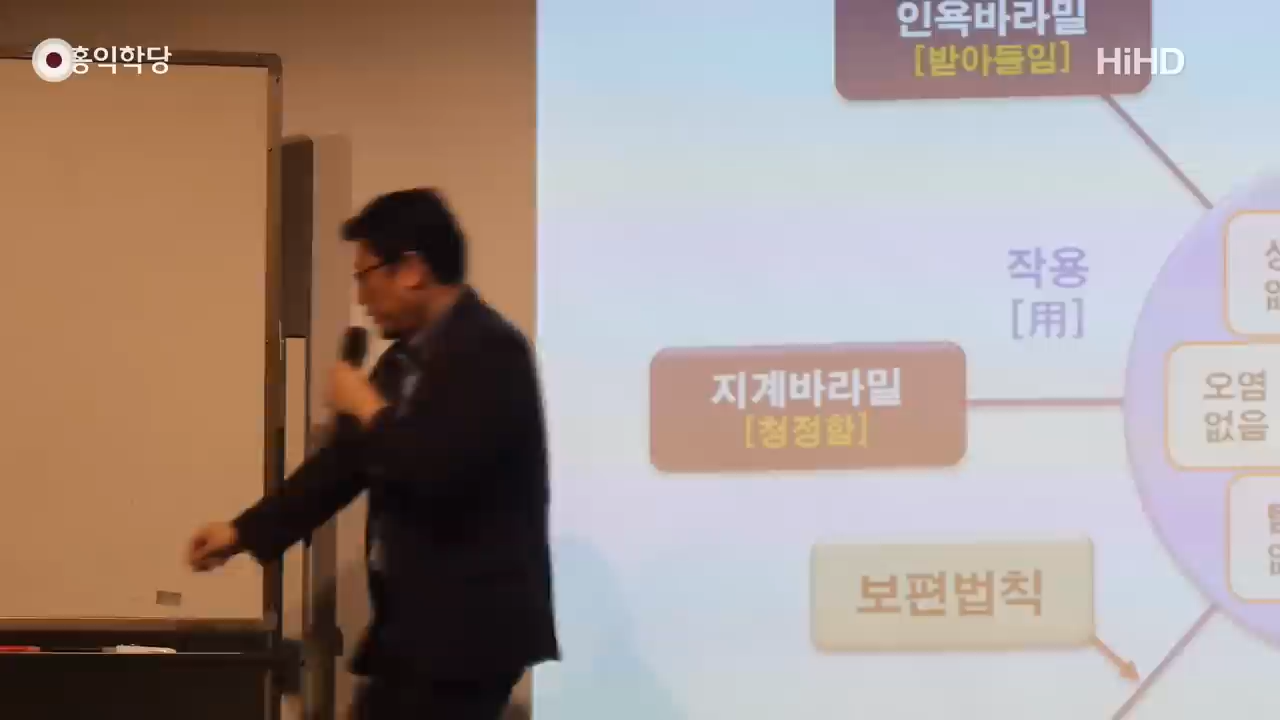 홍익학당
HiHD
인욕바라밀
[받아들임]
작용
[用]
지계바라밀
[청정함]
오염
없음
보편법칙